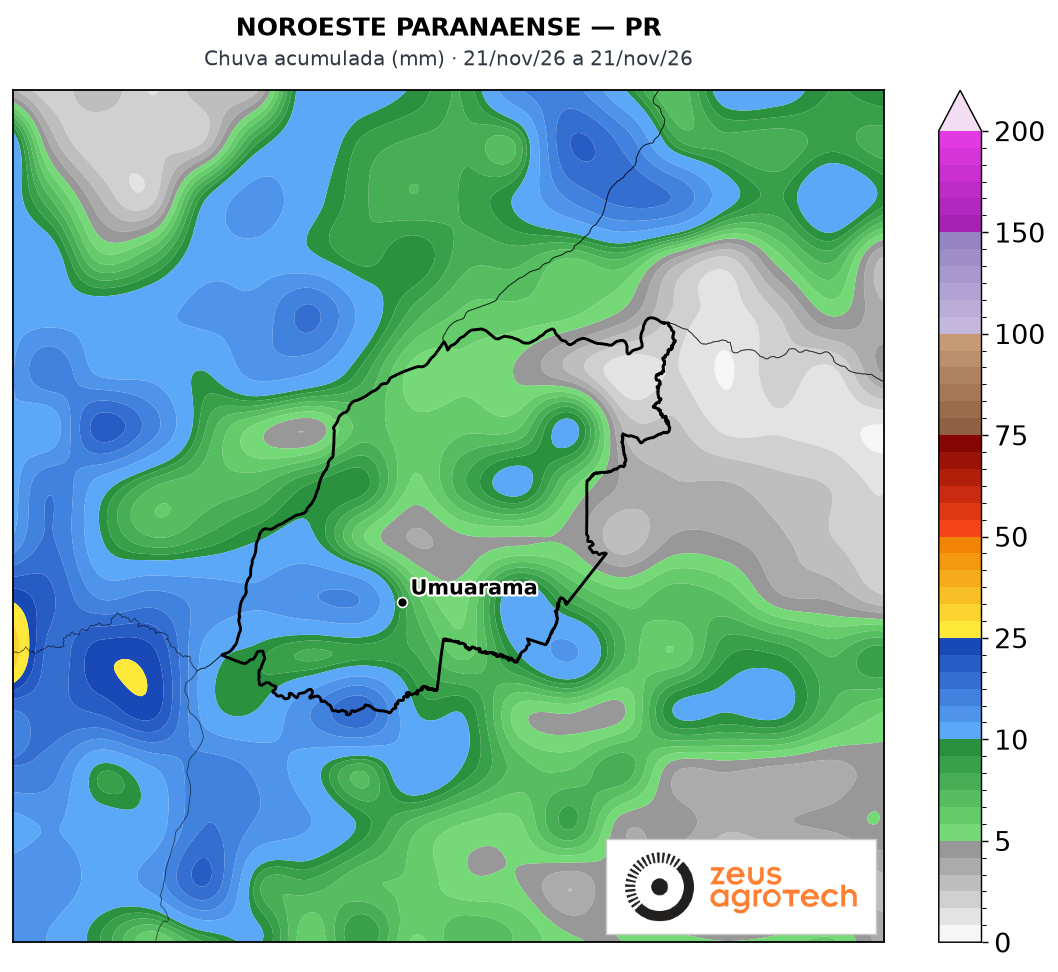 NOROESTE PARANAENSE — PR
Chuva acumulada (mm) · 21/nov/26 a 21/nov/26
200
150
100
75
50
25
10
5
0
Umuarama
zeus
agrotech